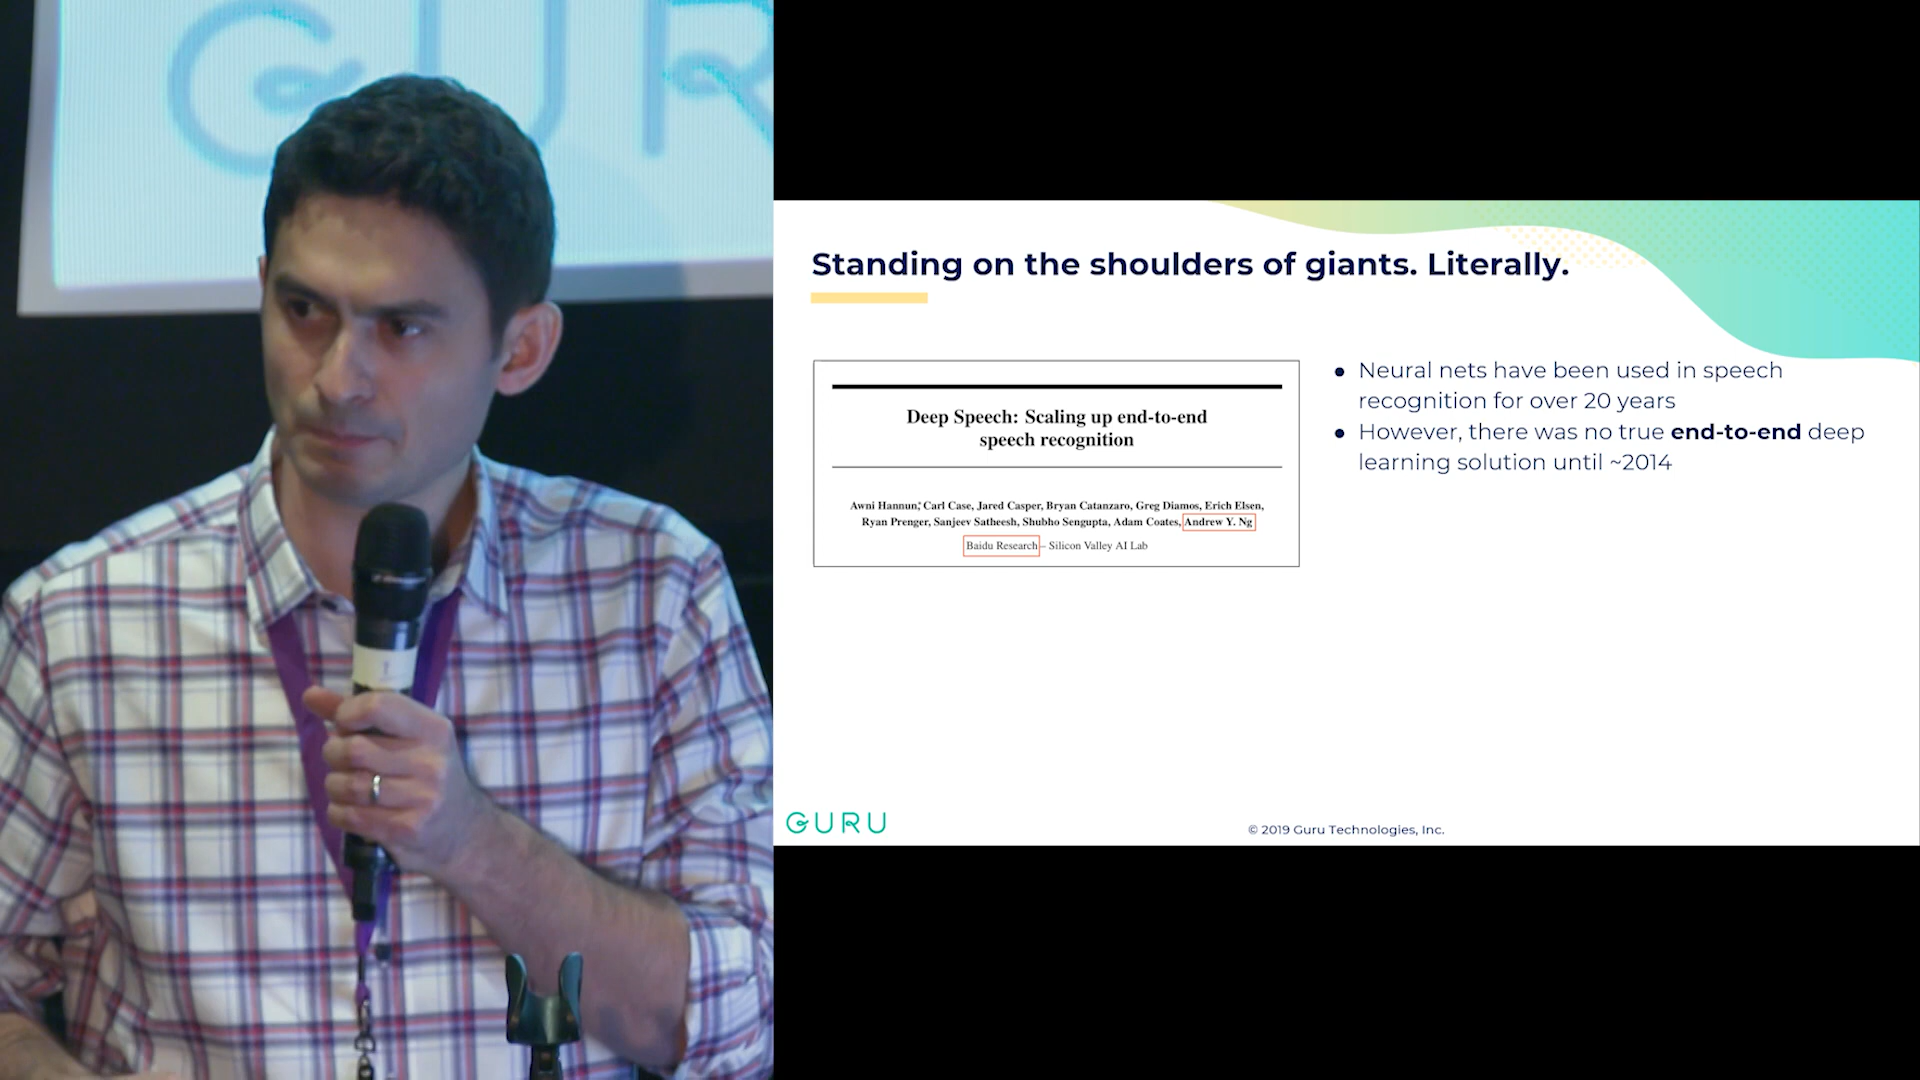 GUR
Standing on the shoulders of giants. Literally.
Deep Speech: Scaling up end-to-end
speech recognition
Awni Hannun,* Carl Case, Jared Casper, Bryan Catanzaro, Greg Diamos, Erich Elsen,
Ryan Prenger, Sanjeev Satheesh, Shubho Sengupta, Adam Coates, Andrew Y. Ng
Baidu Research – Silicon Valley AI Lab
● Neural nets have been used in speech
recognition for over 20 years
● However, there was no true end-to-end deep
learning solution until ~2014
GURU
© 2019 Guru Technologies, Inc.